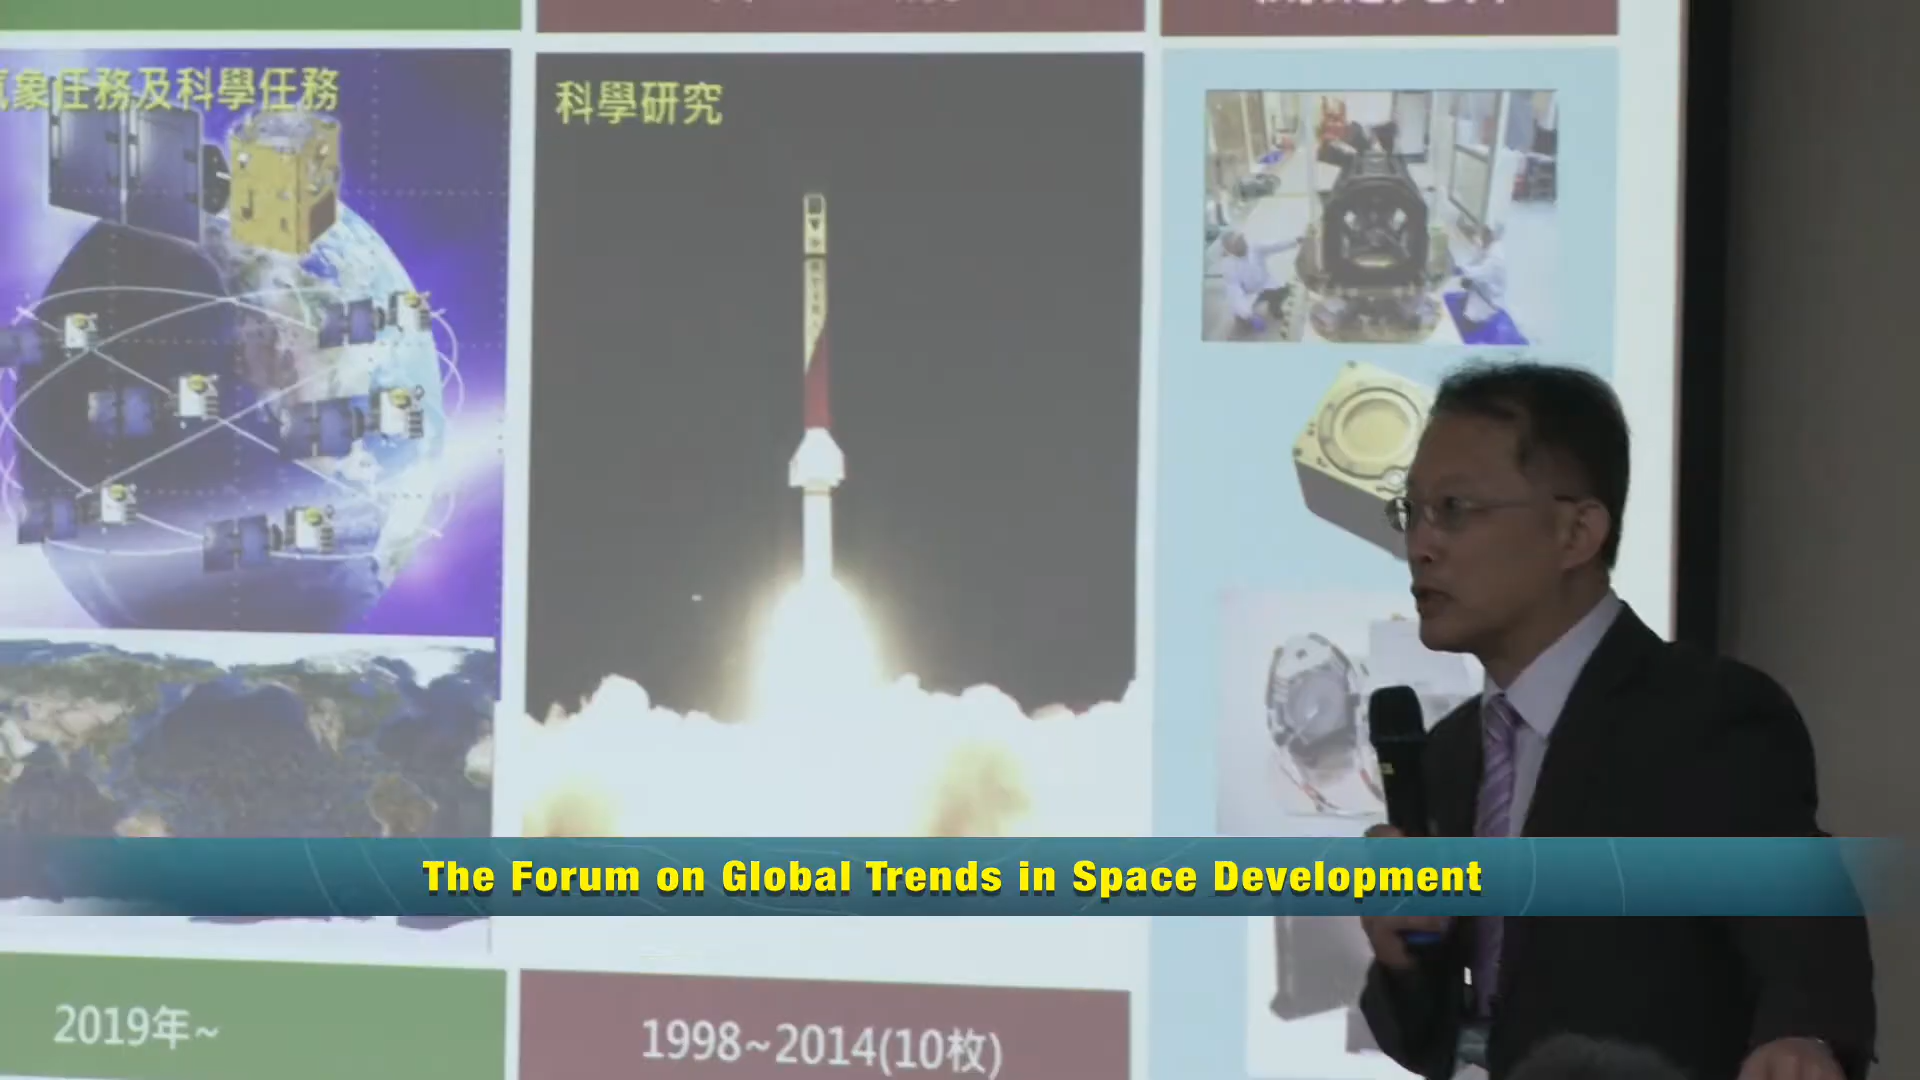 象任務及科學任務
科學研究
The Forum on Global Trends in Space Development
2019年~
1998~2014(10枚)